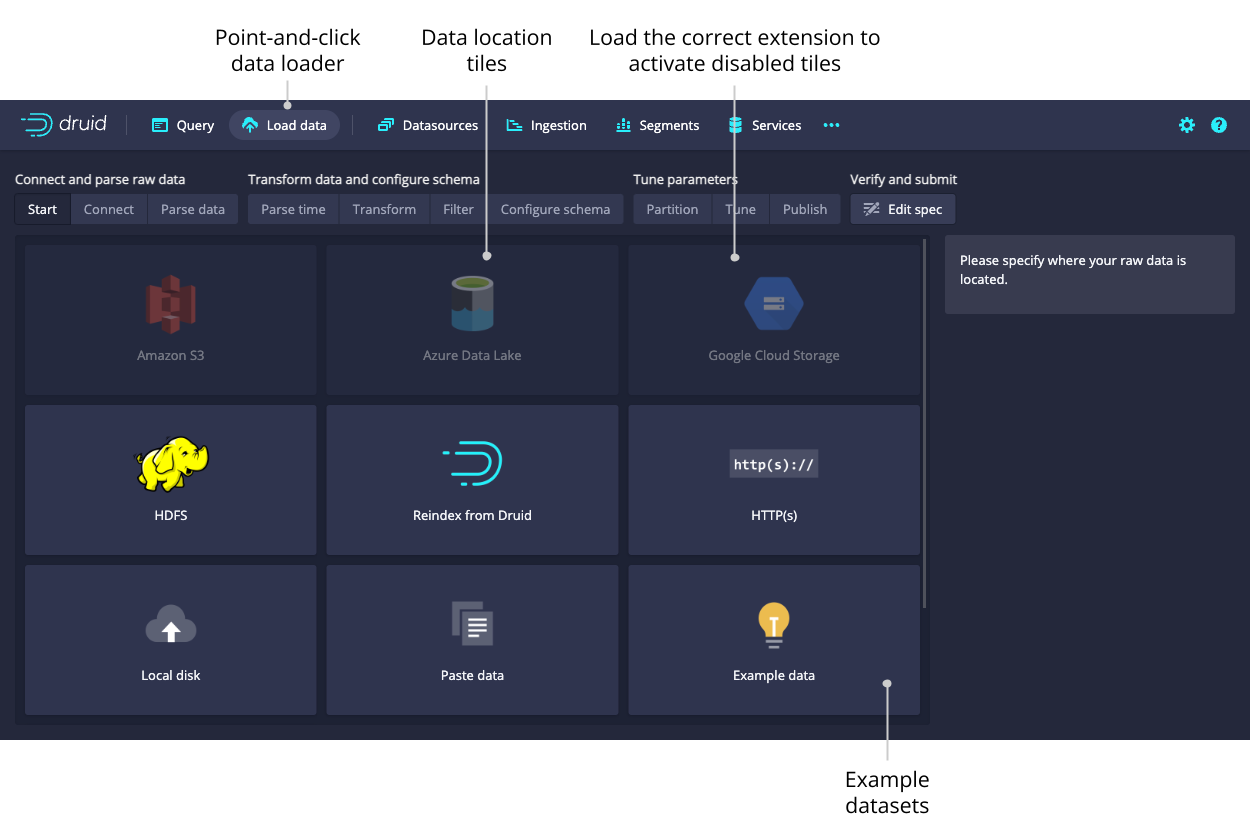 Point-and-click
data loader
Data location
tiles
Load the correct extension to
activate disabled tiles
druid
Query
Load data
Datasources
Ingestion
Segments
Services
Connect and parse raw data
Transform data and configure schema
Tune parameters
Verify and submit
Start
Connect
Parse data
Parse time
Transform
Filter
Configure schema
Partition
Tune
Publish
Edit spec
Please specify where your raw data is
located.
Amazon S3
Azure Data Lake
Google Cloud Storage
http(s)://
HDFS
Reindex from Druid
HTTP(s)
Local disk
Paste data
Example data
Example
datasets